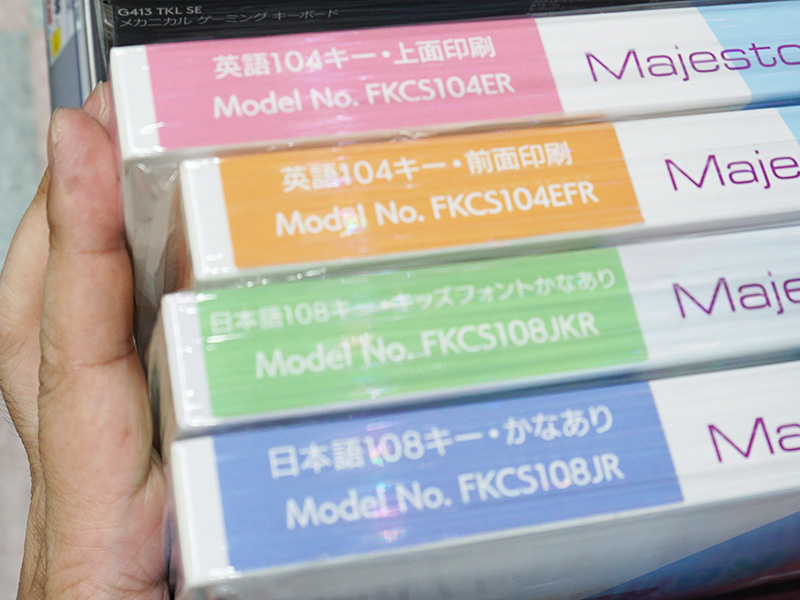 G413 TKL SE
メカニカル ゲーミング キーボード
英語104キー・上面印刷
Model No. FKCS104ER
Majesto
英語104キー・前面印刷
Model No. FKCS104EFR
Maje
日本語108キー・キッズフォントかなあり
Model No. FKCS108JKR
Maje
日本語108キー・かなあり
Model No. FKCS108JR
Ma